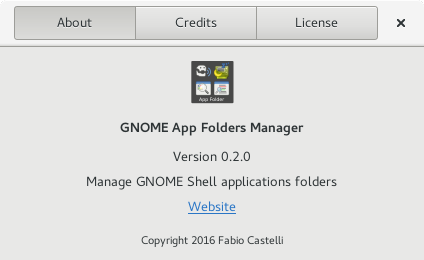 About
Credits
License
App Folder
GNOME App Folders Manager
Version 0.2.0
Manage GNOME Shell applications folders
Website
Copyright 2016 Fabio Castelli